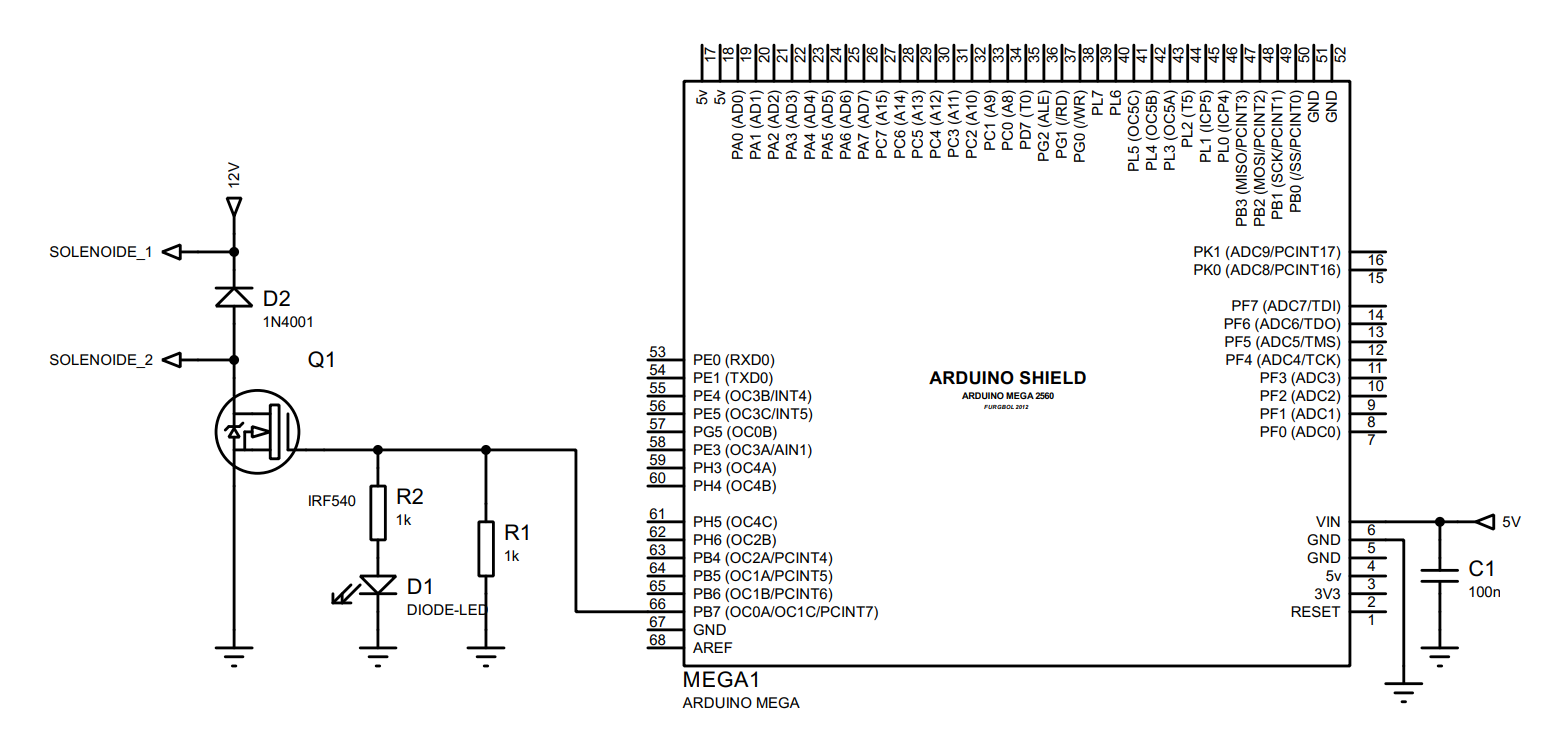 17
18
19
20
21
22
23
24
25
26
27
28
29
30
31
32
33
34
35
36
37
38
39
40
41
42
43
44
45
46
47
48
49
50
51
52
5v
5v
PA0 (AD0)
PA1 (AD1)
PA2 (AD2)
PA3 (AD3)
PA4 (AD4)
PA5 (AD5)
PA6 (AD6)
PA7 (AD7)
PC7 (A15)
PC6 (A14)
PC5 (A13)
PC4 (A12)
PC3 (A11)
PC2 (A10)
PC1 (A9)
PC0 (A8)
PD7 (T0)
PG2 (ALE)
PG1 (/RD)
PG0 (/WR)
PL7
PL6
PL5 (OC5C)
PL4 (OC5B)
PL3 (OC5A)
PL2 (T5)
PL1 (ICP5)
PL0 (ICP4)
PB3 (MISO/PCINT3)
PB2 (MOSI/PCINT2)
PB1 (SCK/PCINT1)
PB0 (/SS/PCINT0)
GND
GND
12V
SOLENOIDE_1
D2
1N4001
SOLENOIDE_2
Q1
IRF540
R2
1k
R1
1k
D1
DIODE-LED
53 PE0 (RXD0)
54 PE1 (TXD0)
55 PE4 (OC3B/INT4)
56 PE5 (OC3C/INT5)
57 PG5 (OC0B)
58 PE3 (OC3A/AIN1)
59 PH3 (OC4A)
60 PH4 (OC4B)
61 PH5 (OC4C)
62 PH6 (OC2B)
63 PB4 (OC2A/PCINT4)
64 PB5 (OC1A/PCINT5)
65 PB6 (OC1B/PCINT6)
66 PB7 (OC0A/OC1C/PCINT7)
67 GND
68 AREF
ARDUINO SHIELD
ARDUINO MEGA 2560
FURGBOL 2012
PK1 (ADC9/PCINT17) 16
PK0 (ADC8/PCINT16) 15
PF7 (ADC7/TDI) 14
PF6 (ADC6/TDO) 13
PF5 (ADC5/TMS) 12
PF4 (ADC4/TCK) 11
PF3 (ADC3) 10
PF2 (ADC2) 9
PF1 (ADC1) 8
PF0 (ADC0) 7
VIN 6
GND 5
GND 4
5v 3
3V3 2
RESET 1
5V
C1
100n
MEGA1
ARDUINO MEGA